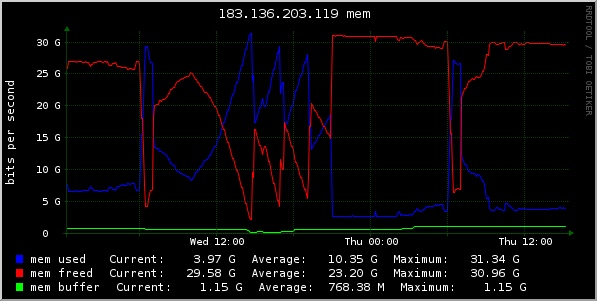 183.136.203.119 mem
RRDTOOL / TOBI OETIKER
bits per second
30 G
25 G
20 G
15 G
10 G
5 G
0
Wed 12:00 Thu 00:00 Thu 12:00
mem used Current: 3.97 G Average: 10.35 G Maximum: 31.34 G
mem freed Current: 29.58 G Average: 23.20 G Maximum: 30.96 G
mem buffer Current: 1.15 G Average: 768.38 M Maximum: 1.15 G